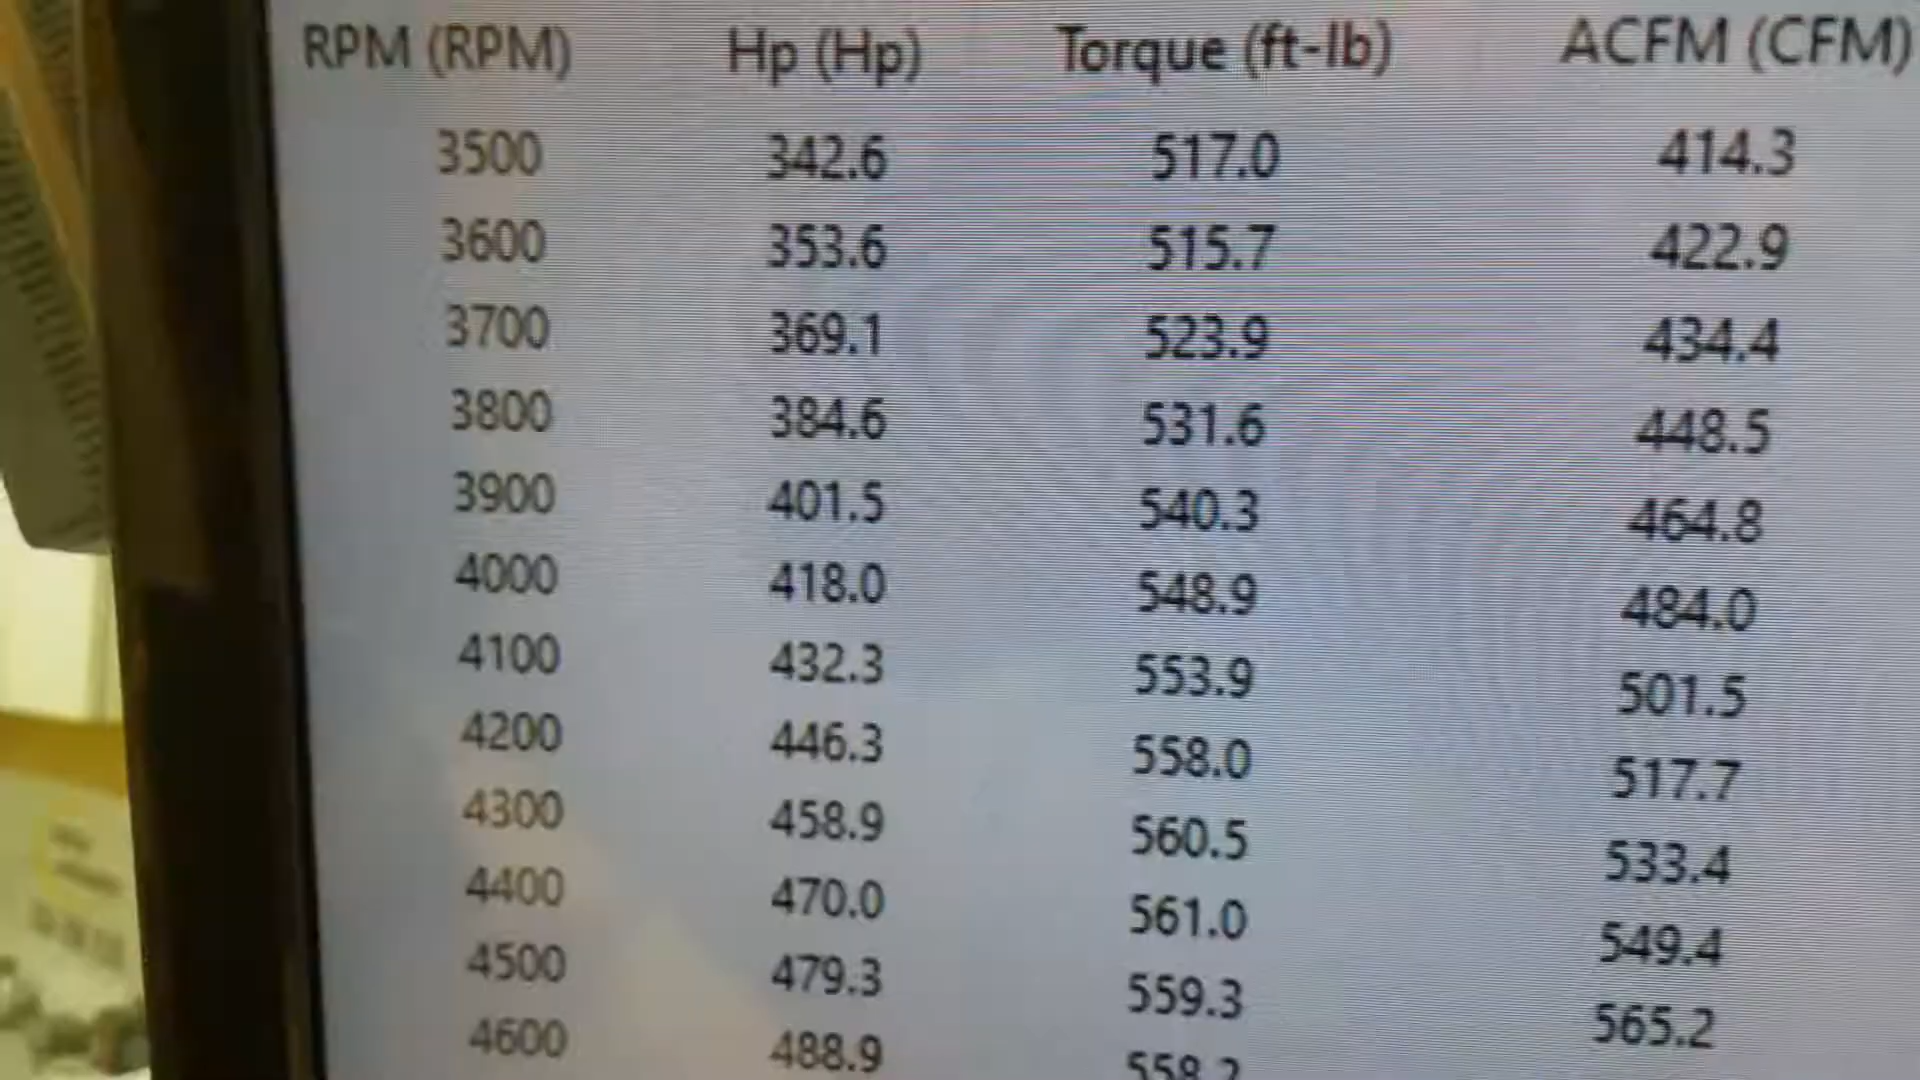 RPM (RPM) Hp (Hp) Torque (ft-lb) ACFM (CFM)
3500 342.6 517.0 414.3
3600 353.6 515.7 422.9
3700 369.1 523.9 434.4
3800 384.6 531.6 448.5
3900 401.5 540.3 464.8
4000 418.0 548.9 484.0
4100 432.3 553.9 501.5
4200 446.3 558.0 517.7
4300 458.9 560.5 533.4
4400 470.0 561.0 549.4
4500 479.3 559.3 565.2
4600 488.9 558.2